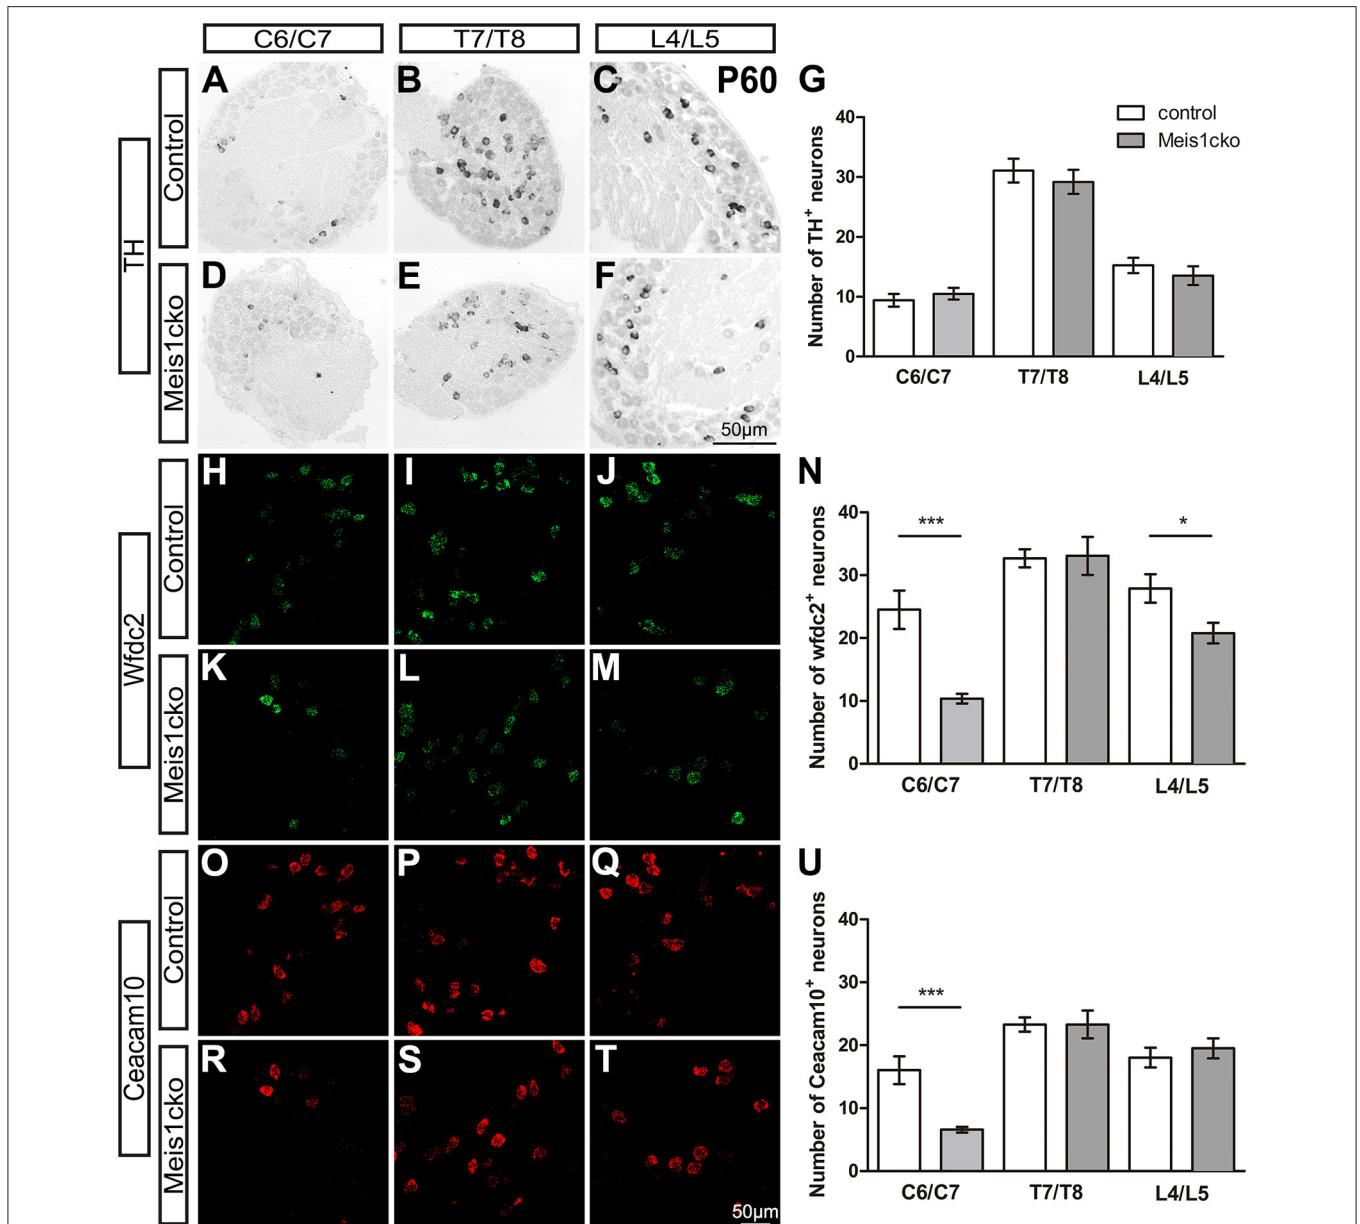 C6/C7 T7/T8 L4/L5
TH
Control
A B C P60
Meis1cko
D E F
50µm
G
control
Meis1cko
Number of TH⁺ neurons
40
30
20
10
0
C6/C7 T7/T8 L4/L5
Wfdc2
Control
H I J
Meis1cko
K L M
N
Number of wfdc2⁺ neurons
40
30
20
10
0
*** *
C6/C7 T7/T8 L4/L5
Ceacam10
Control
O P Q
Meis1cko
R S T
50µm
U
Number of Ceacam10⁺ neurons
40
30
20
10
0
***
C6/C7 T7/T8 L4/L5